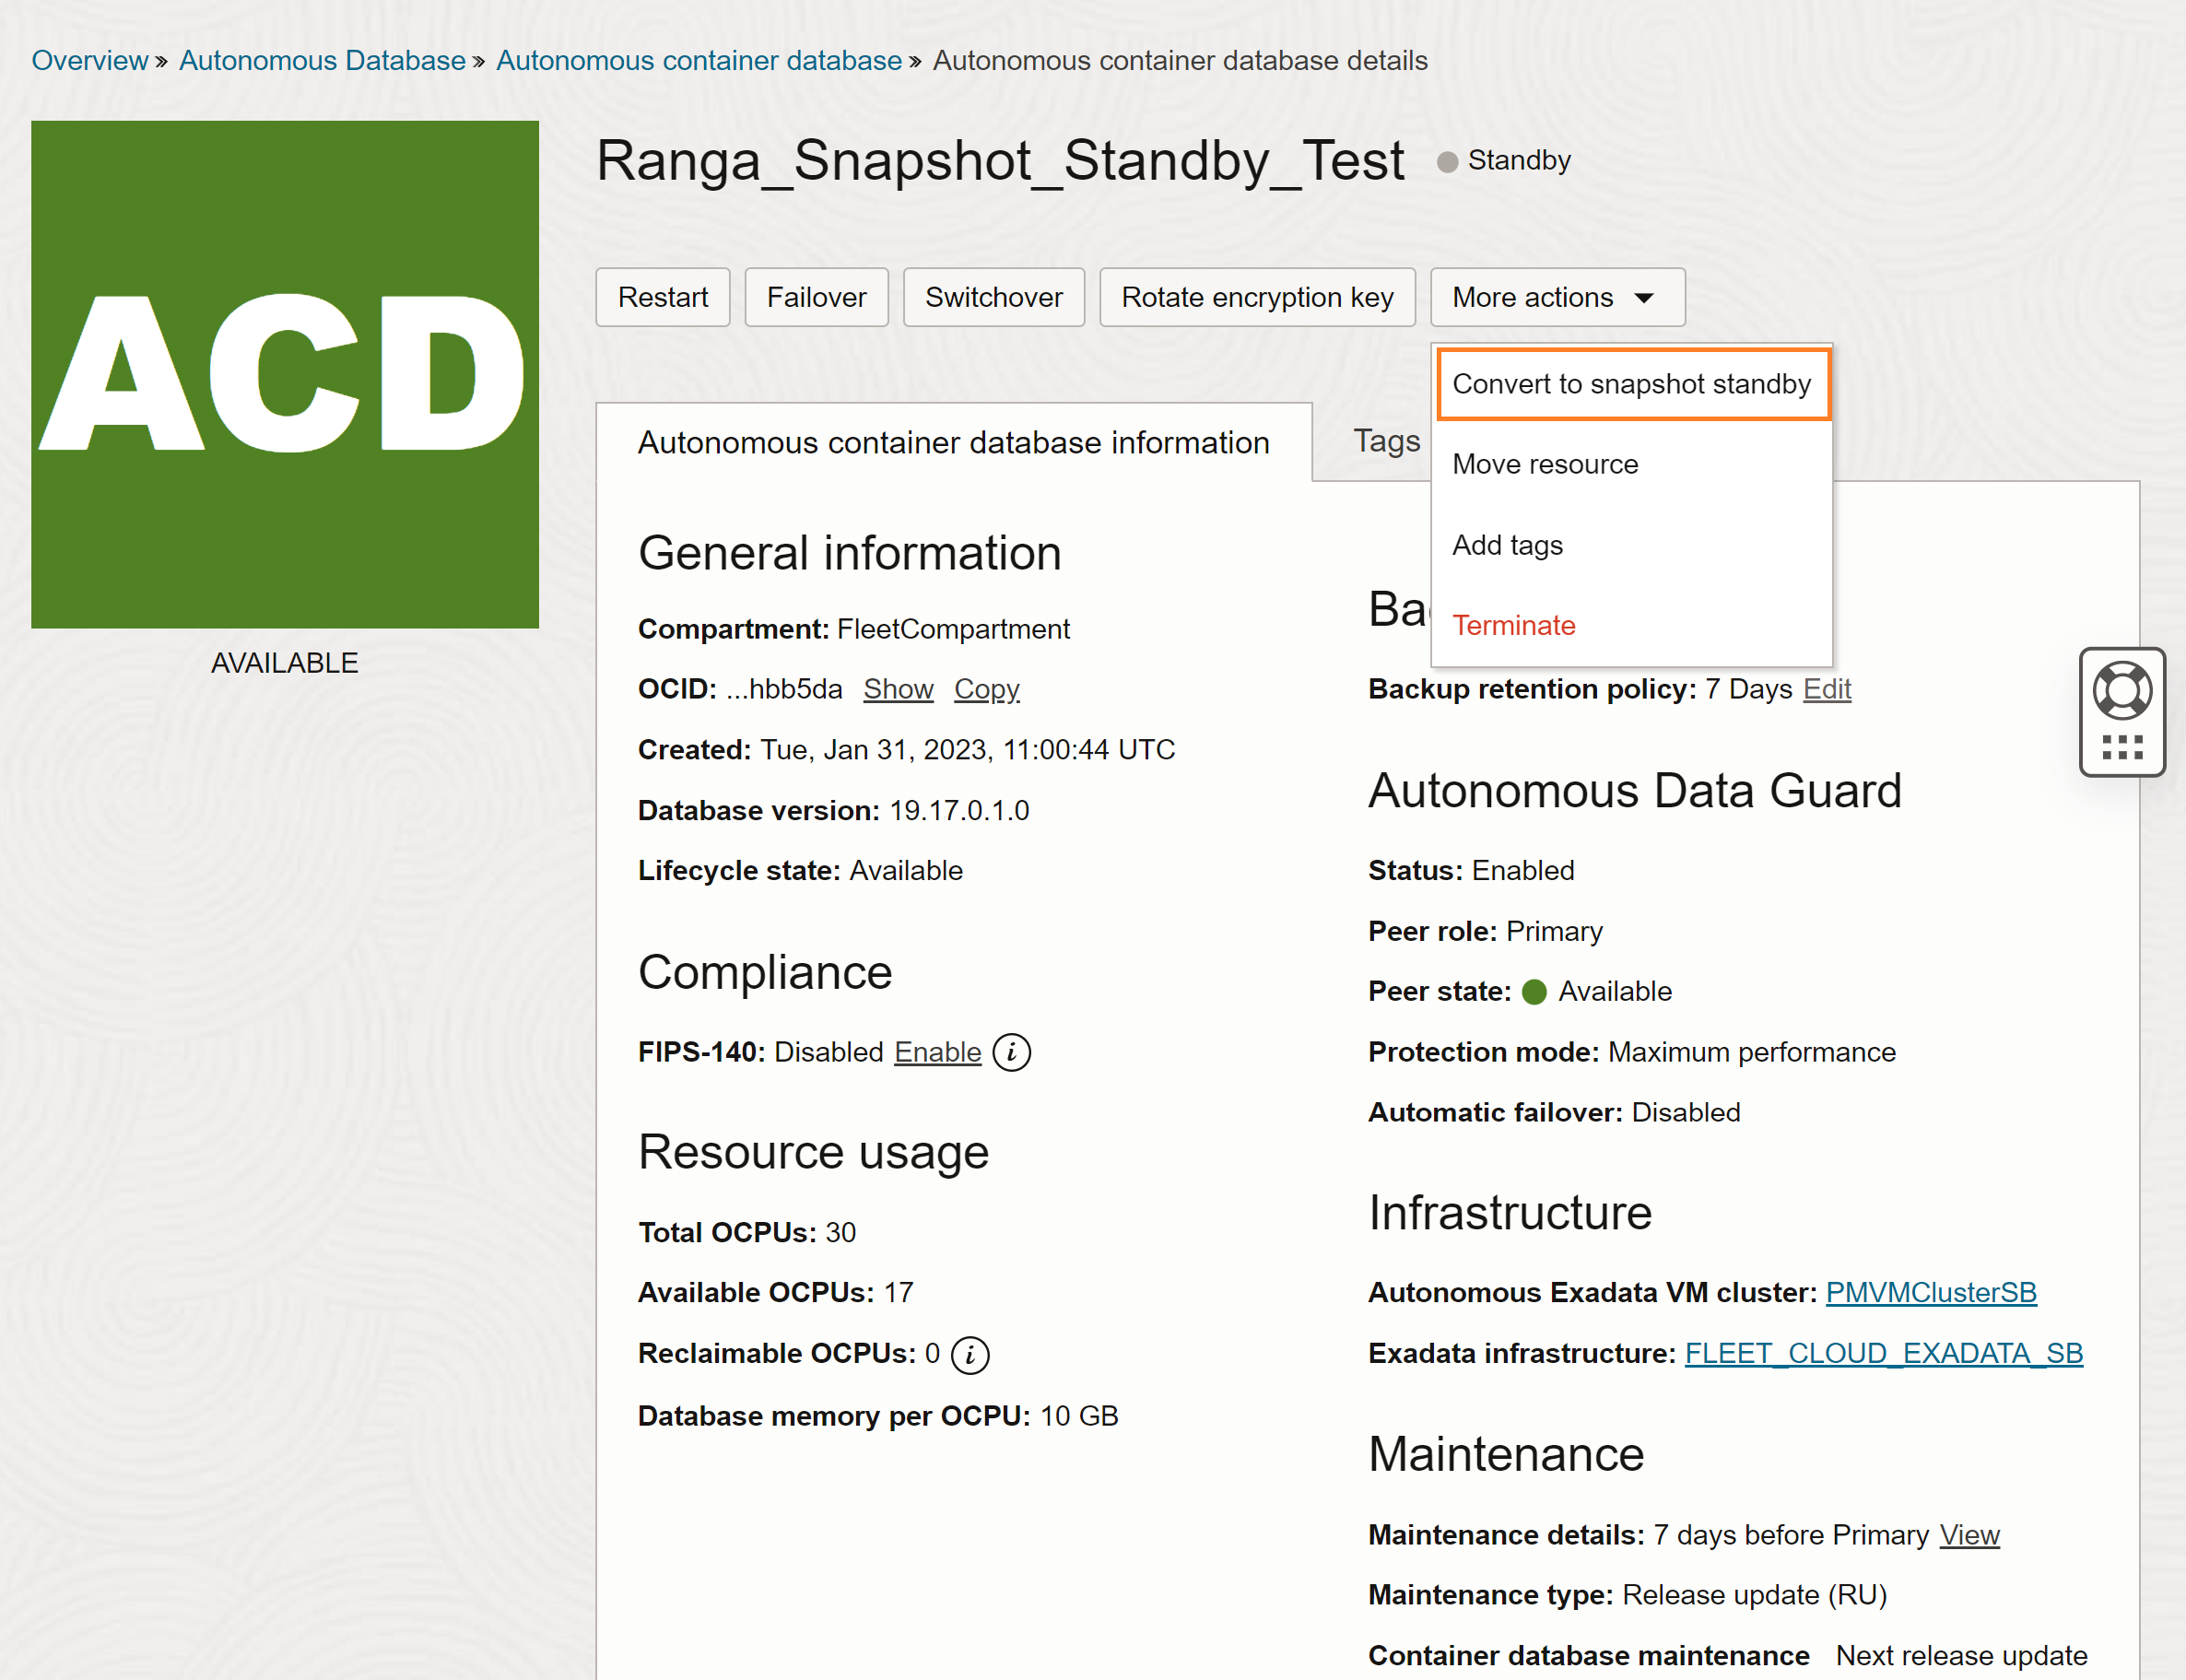 Overview » Autonomous Database » Autonomous container database » Autonomous container database details
ACD
AVAILABLE
Ranga_Snapshot_Standby_Test Standby
Restart Failover Switchover Rotate encryption key More actions
Convert to snapshot standby
Move resource
Add tags
Terminate
Autonomous container database information Tags
General information
Compartment: FleetCompartment
OCID: ...hbb5da Show Copy
Created: Tue, Jan 31, 2023, 11:00:44 UTC
Database version: 19.17.0.1.0
Lifecycle state: Available
Compliance
FIPS-140: Disabled Enable i
Resource usage
Total OCPUs: 30
Available OCPUs: 17
Reclaimable OCPUs: 0 i
Database memory per OCPU: 10 GB
Backup retention policy: 7 Days Edit
Autonomous Data Guard
Status: Enabled
Peer role: Primary
Peer state: Available
Protection mode: Maximum performance
Automatic failover: Disabled
Infrastructure
Autonomous Exadata VM cluster: PMVMClusterSB
Exadata infrastructure: FLEET_CLOUD_EXADATA_SB
Maintenance
Maintenance details: 7 days before Primary View
Maintenance type: Release update (RU)
Container database maintenance Next release update